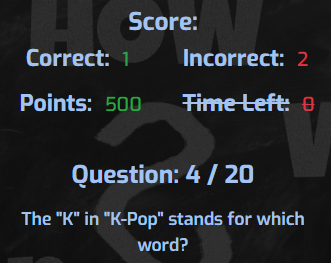 HOW
Score:
Correct: 1 Incorrect: 2
Points: 500 Time Left: 0
Question: 4 / 20
The "K" in "K-Pop" stands for which
word?